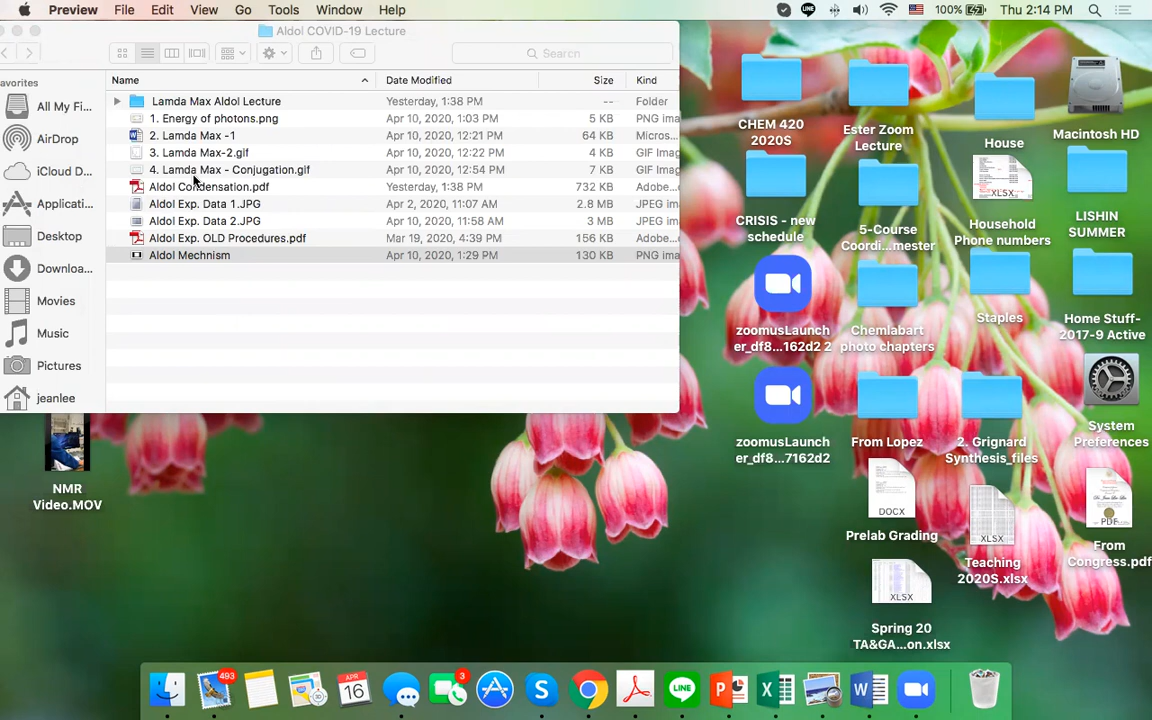 Preview File Edit View Go Tools Window Help
100% Thu 2:14 PM
Aldol COVID-19 Lecture
Search
avorites
All My Fi...
AirDrop
iCloud D...
Applicati...
Desktop
Downloa...
Movies
Music
Pictures
jeanlee
Name Date Modified Size Kind
Lamda Max Aldol Lecture Yesterday, 1:38 PM -- Folder
1. Energy of photons.png Apr 10, 2020, 1:03 PM 5 KB PNG ima
2. Lamda Max -1 Apr 10, 2020, 12:21 PM 64 KB Micros...
3. Lamda Max-2.gif Apr 10, 2020, 12:22 PM 4 KB GIF Imag
4. Lamda Max - Conjugation.gif Apr 10, 2020, 12:54 PM 7 KB GIF Imag
Aldol Condensation.pdf Yesterday, 1:38 PM 732 KB Adobe...
Aldol Exp. Data 1.JPG Apr 2, 2020, 11:07 AM 2.8 MB JPEG ima
Aldol Exp. Data 2.JPG Apr 10, 2020, 11:58 AM 3 MB JPEG ima
Aldol Exp. OLD Procedures.pdf Mar 19, 2020, 4:39 PM 156 KB Adobe...
Aldol Mechnism Apr 10, 2020, 1:29 PM 130 KB PNG ima
CHEM 420
2020S
Ester Zoom
Lecture
House
Macintosh HD
CRISIS - new
schedule
5-Course
Coordi...mester
XLSX
Household
Phone numbers
LISHIN
SUMMER
zoomusLaunch
er_df8...162d2 2
Chemlabart
photo chapters
Staples
Home Stuff-
2017-9 Active
zoomusLaunch
er_df8...7162d2
From Lopez
2. Grignard
Synthesis_files
System
Preferences
NMR
Video.MOV
DOCX
Prelab Grading
XLSX
Teaching
2020S.xlsx
PDF
From
Congress.pdf
XLSX
Spring 20
TA&GA...on.xlsx
493
APR
16
3
LINE